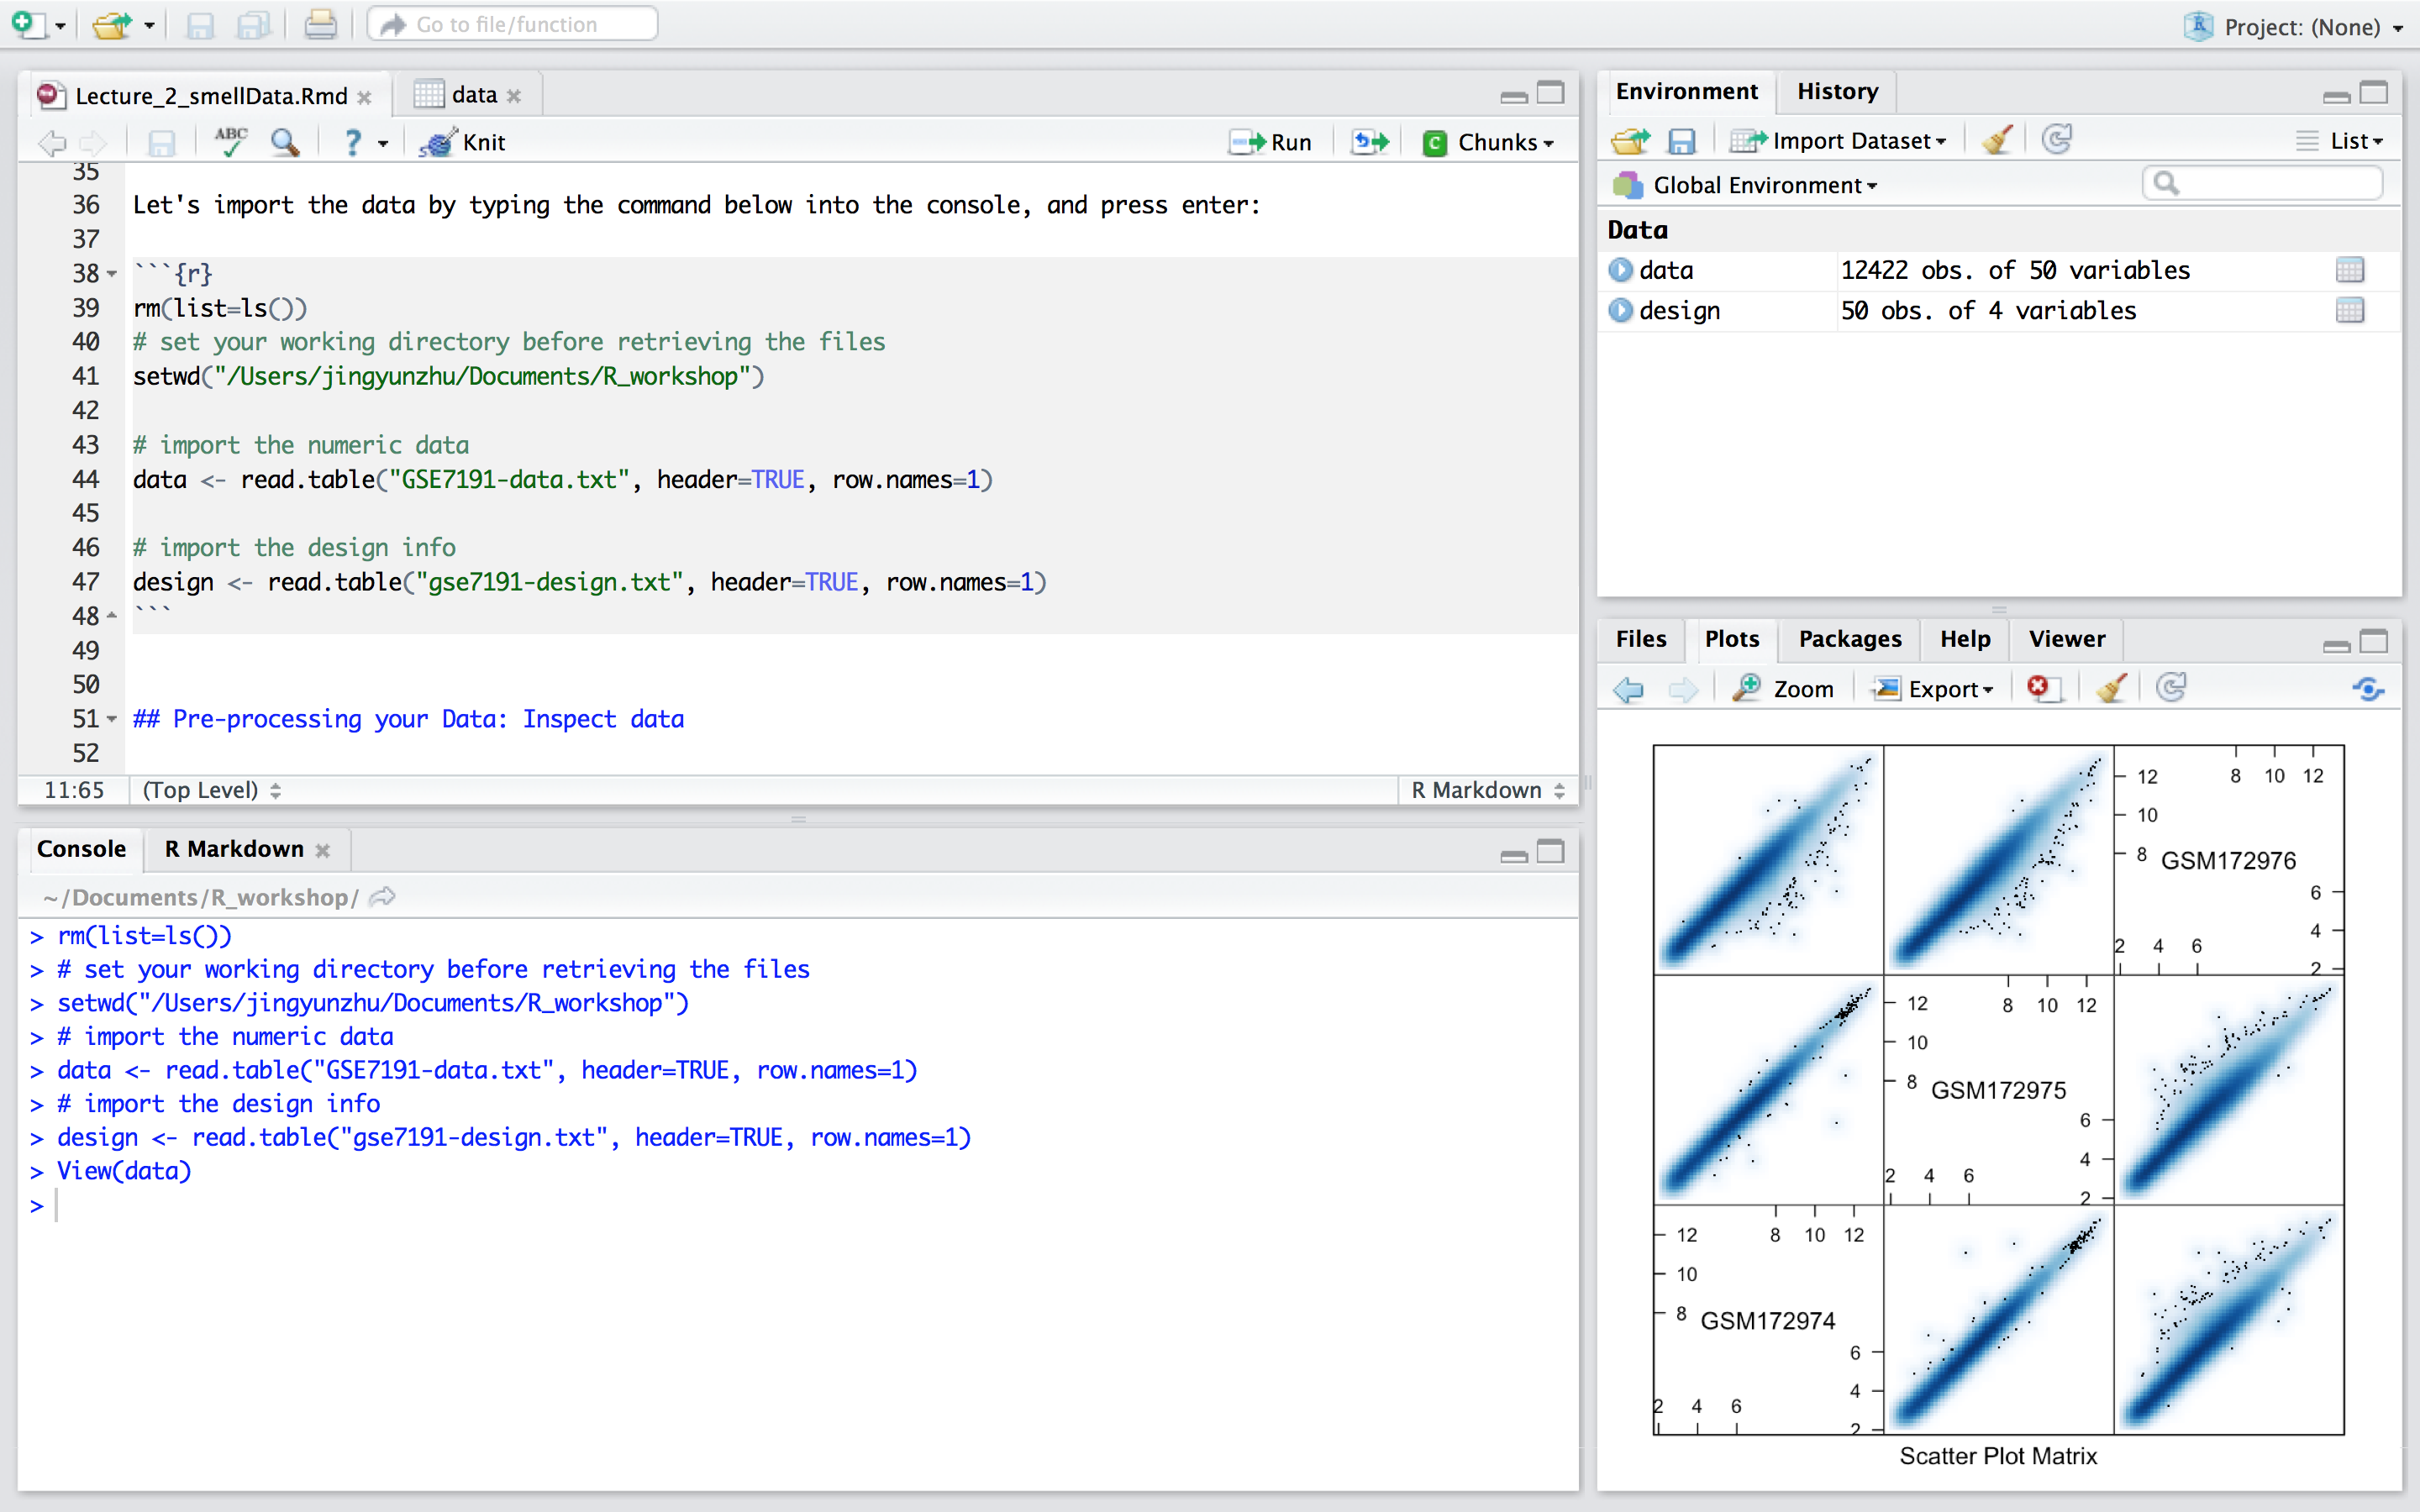 Go to file/function
Project: (None)
Lecture_2_smellData.Rmd
data
ABC
?
Knit
Run
C
Chunks
35
36 Let's import the data by typing the command below into the console, and press enter:
37
38 ```{r}
39 rm(list=ls())
40 # set your working directory before retrieving the files
41 setwd("/Users/jingyunzhu/Documents/R_workshop")
42
43 # import the numeric data
44 data <- read.table("GSE7191-data.txt", header=TRUE, row.names=1)
45
46 # import the design info
47 design <- read.table("gse7191-design.txt", header=TRUE, row.names=1)
48 ```
49
50
51 ## Pre-processing your Data: Inspect data
52
11:65 (Top Level) R Markdown
Console R Markdown
~/Documents/R_workshop/
> rm(list=ls())
> # set your working directory before retrieving the files
> setwd("/Users/jingyunzhu/Documents/R_workshop")
> # import the numeric data
> data <- read.table("GSE7191-data.txt", header=TRUE, row.names=1)
> # import the design info
> design <- read.table("gse7191-design.txt", header=TRUE, row.names=1)
> View(data)
>
Environment History
Import Dataset List
Global Environment
Data
data 12422 obs. of 50 variables
design 50 obs. of 4 variables
Files Plots Packages Help Viewer
Zoom Export
12 8 10 12
10
8 GSM172976
6
4
2 4 6
2
12 8 10 12
10
8 GSM172975
6
4
2 4 6
2
12 8 10 12
10
8 GSM172974
6
4
2 4 6
2
Scatter Plot Matrix